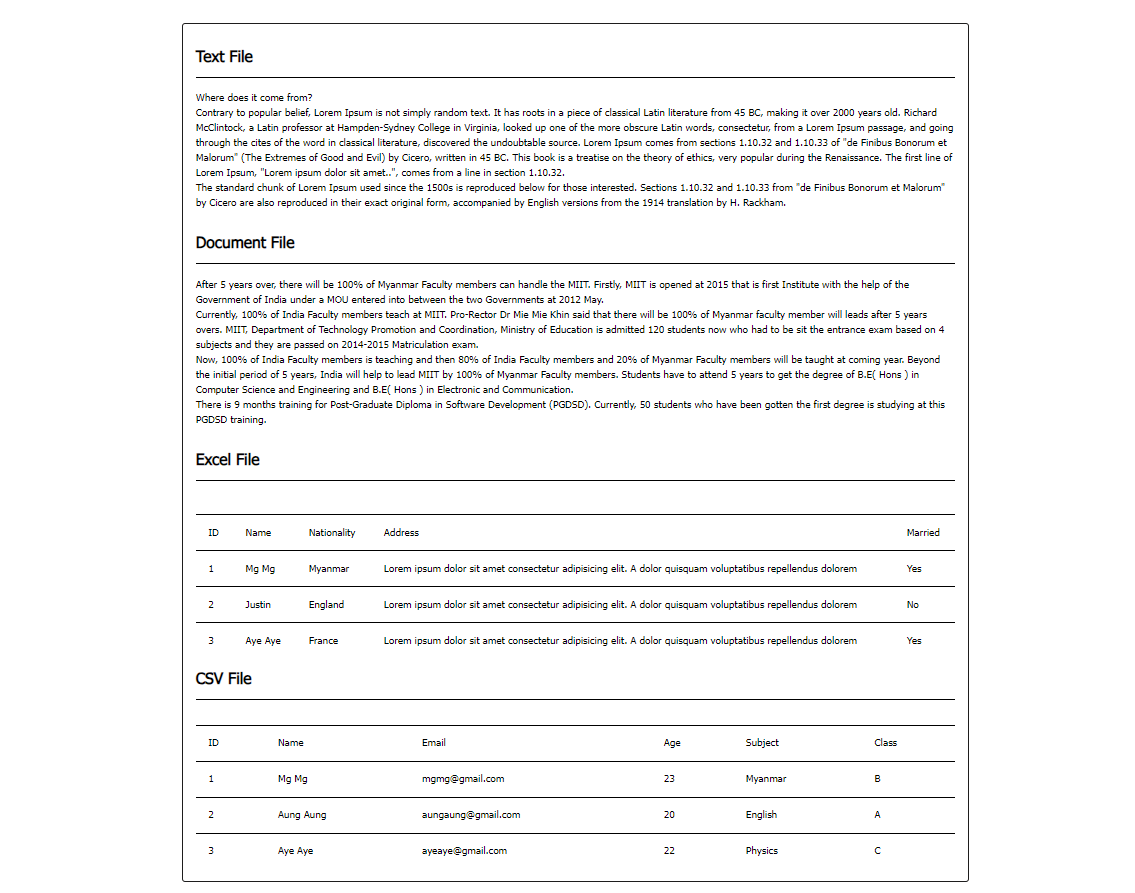 Text File
Where does it come from?
Contrary to popular belief, Lorem Ipsum is not simply random text. It has roots in a piece of classical Latin literature from 45 BC, making it over 2000 years old. Richard
McClintock, a Latin professor at Hampden-Sydney College in Virginia, looked up one of the more obscure Latin words, consectetur, from a Lorem Ipsum passage, and going
through the cites of the word in classical literature, discovered the undoubtable source. Lorem Ipsum comes from sections 1.10.32 and 1.10.33 of "de Finibus Bonorum et
Malorum" (The Extremes of Good and Evil) by Cicero, written in 45 BC. This book is a treatise on the theory of ethics, very popular during the Renaissance. The first line of
Lorem Ipsum, "Lorem ipsum dolor sit amet..", comes from a line in section 1.10.32.
The standard chunk of Lorem Ipsum used since the 1500s is reproduced below for those interested. Sections 1.10.32 and 1.10.33 from "de Finibus Bonorum et Malorum"
by Cicero are also reproduced in their exact original form, accompanied by English versions from the 1914 translation by H. Rackham.
Document File
After 5 years over, there will be 100% of Myanmar Faculty members can handle the MIIT. Firstly, MIIT is opened at 2015 that is first Institute with the help of the
Government of India under a MOU entered into between the two Governments at 2012 May.
Currently, 100% of India Faculty members teach at MIIT. Pro-Rector Dr Mie Mie Khin said that there will be 100% of Myanmar faculty member will leads after 5 years
overs. MIIT, Department of Technology Promotion and Coordination, Ministry of Education is admitted 120 students now who had to be sit the entrance exam based on 4
subjects and they are passed on 2014-2015 Matriculation exam.
Now, 100% of India Faculty members is teaching and then 80% of India Faculty members and 20% of Myanmar Faculty members will be taught at coming year. Beyond
the initial period of 5 years, India will help to lead MIIT by 100% of Myanmar Faculty members. Students have to attend 5 years to get the degree of B.E( Hons ) in
Computer Science and Engineering and B.E( Hons ) in Electronic and Communication.
There is 9 months training for Post-Graduate Diploma in Software Development (PGDSD). Currently, 50 students who have been gotten the first degree is studying at this
PGDSD training.
Excel File
ID Name Nationality Address Married
1 Mg Mg Myanmar Lorem ipsum dolor sit amet consectetur adipisicing elit. A dolor quisquam voluptatibus repellendus dolorem Yes
2 Justin England Lorem ipsum dolor sit amet consectetur adipisicing elit. A dolor quisquam voluptatibus repellendus dolorem No
3 Aye Aye France Lorem ipsum dolor sit amet consectetur adipisicing elit. A dolor quisquam voluptatibus repellendus dolorem Yes
CSV File
ID Name Email Age Subject Class
1 Mg Mg mgmg@gmail.com 23 Myanmar B
2 Aung Aung aungaung@gmail.com 20 English A
3 Aye Aye ayeaye@gmail.com 22 Physics C